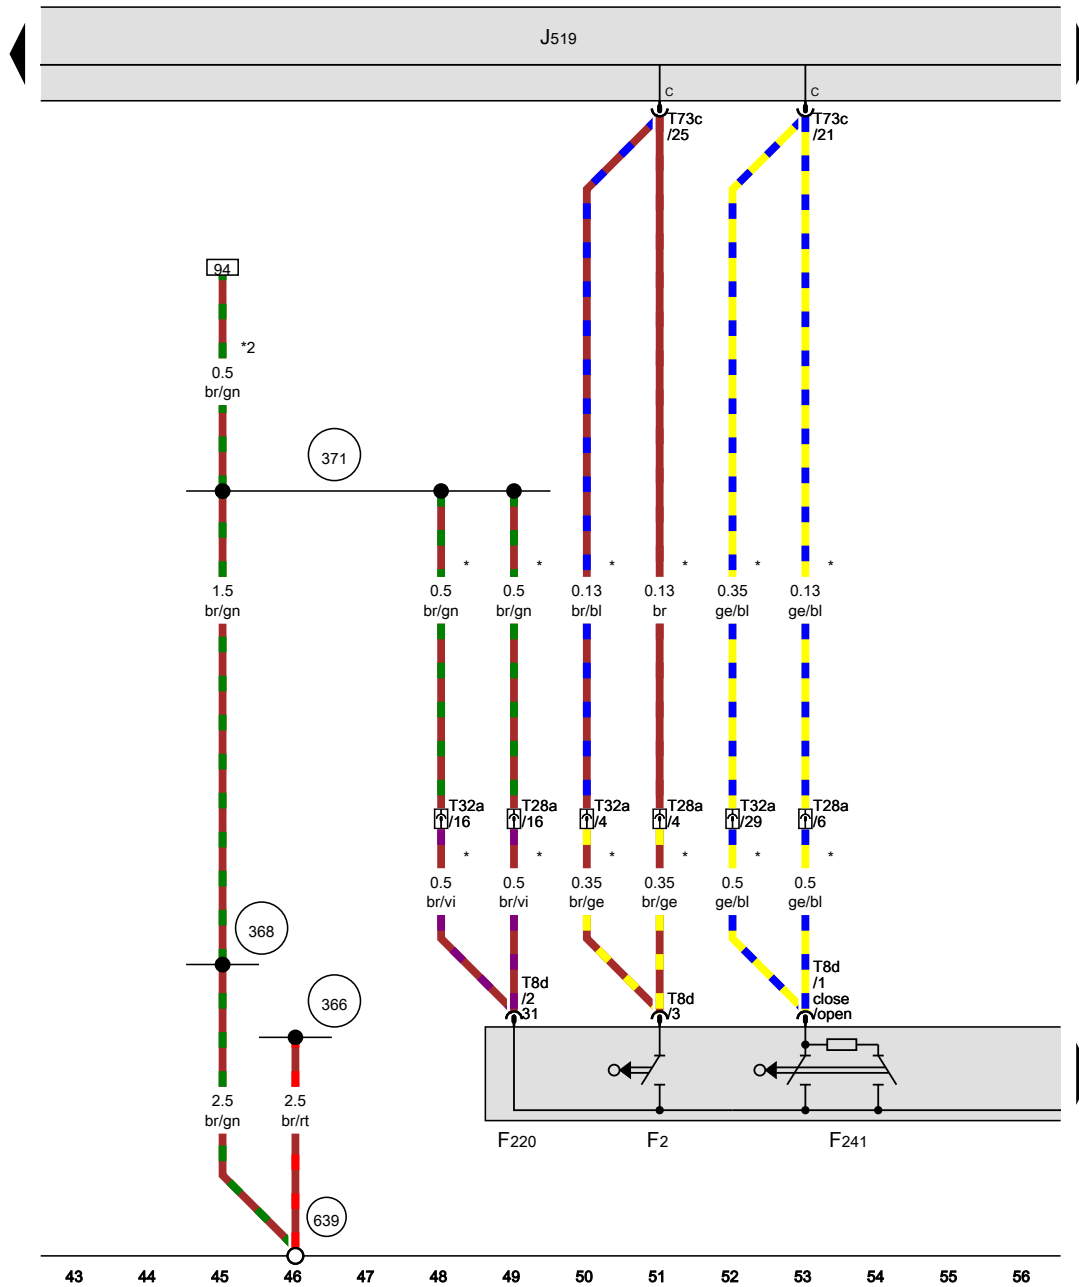 J519
c
c
T73c
/25
T73c
/21
94
*2
0.5
br/gn
371
* * * * * *
1.5 0.5 0.5 0.13 0.13 0.35 0.13
br/gn br/gn br/gn br/bl br ge/bl ge/bl
T32a T28a T32a T28a T32a T28a
/16 /16 /4 /4 /29 /6
* * * * * *
0.5 0.5 0.35 0.35 0.5 0.5
br/vi br/vi br/ge br/ge ge/bl ge/bl
368
T8d
/2
31
T8d
/3
T8d
/1
close
/open
366
2.5 2.5
br/gn br/rt
F220 F2 F241
639
43 44 45 46 47 48 49 50 51 52 53 54 55 56